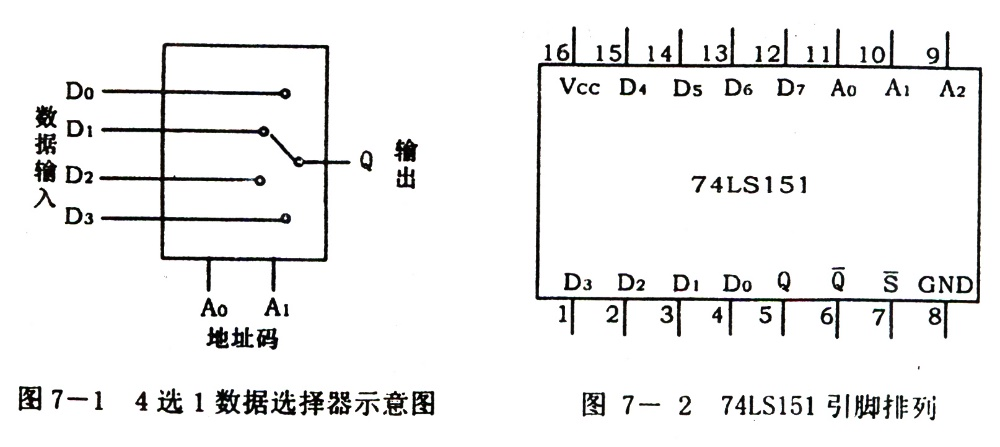 D0
D1
D2
D3
数据输入
Q
输出
A0 A1
地址码
图 7-1 4 选 1 数据选择器示意图
16 15 14 13 12 11 10 9
Vcc D4 D5 D6 D7 A0 A1 A2
74LS151
D3 D2 D1 D0 Q Q̅ S̅ GND
1 2 3 4 5 6 7 8
图 7- 2 74LS151 引脚排列